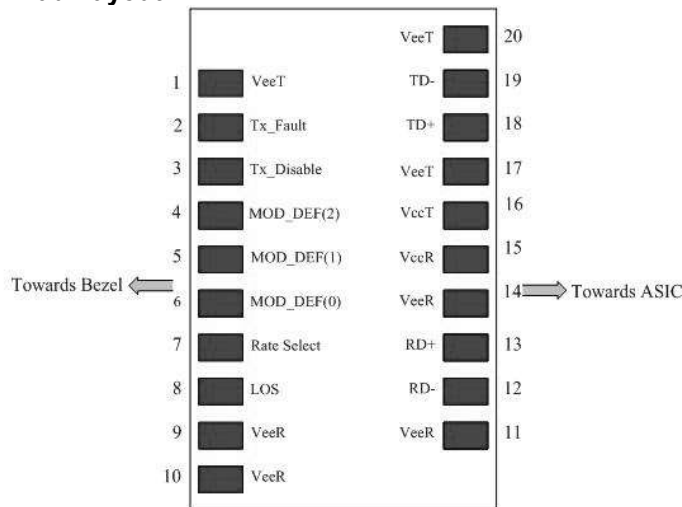 VeeT 20
1 VeeT TD- 19
2 Tx_Fault TD+ 18
3 Tx_Disable VeeT 17
4 MOD_DEF(2) VccT 16
5 MOD_DEF(1) VccR 15
Towards Bezel
6 MOD_DEF(0) VeeR 14
Towards ASIC
7 Rate Select RD+ 13
8 LOS RD- 12
9 VeeR VeeR 11
10 VeeR